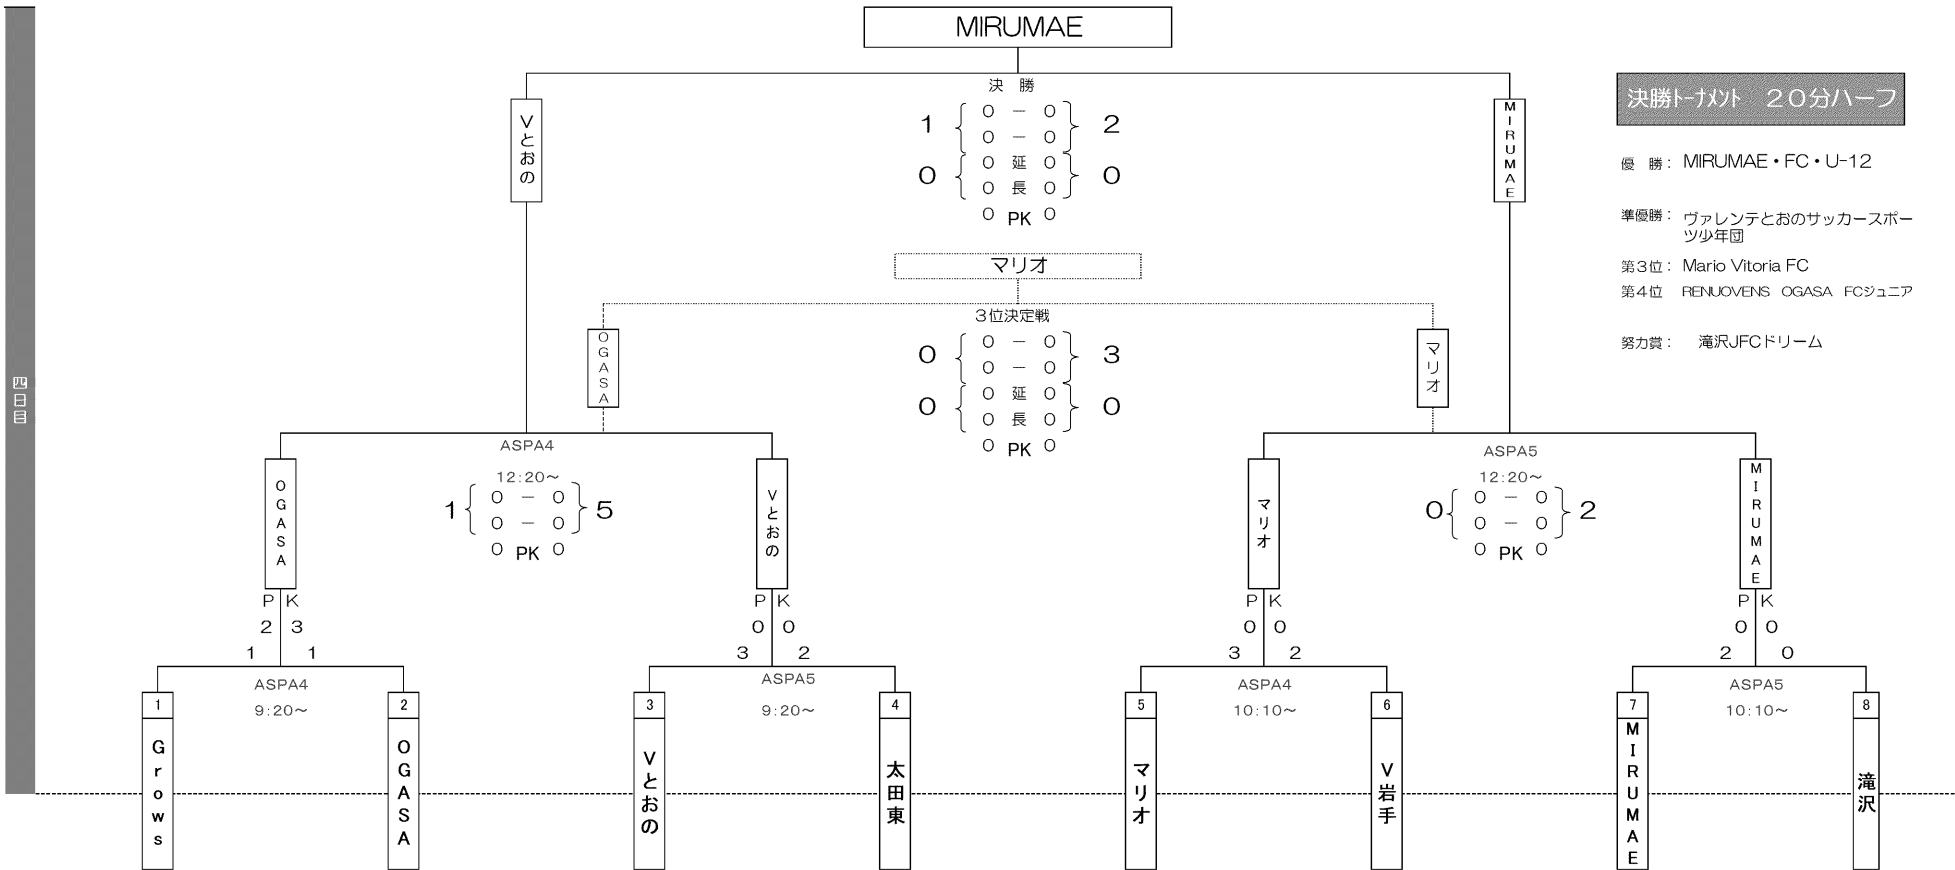 MIRUMAE
決 勝
Vとおの
1 0 － 0 2
0 － 0
0 0 延 0 0
0 長 0
0 PK 0
MIRUMAE
決勝トーナメント ２０分ハーフ
優 勝： MIRUMAE・FC・U-12
準優勝： ヴァレンテとおのサッカースポー
ツ少年団
第３位： Mario Vitoria FC
第４位 RENUOVENS OGASA FCジュニア
努力賞： 滝沢JFCドリーム
マリオ
３位決定戦
OGASA
0 0 － 0 3
0 － 0
0 0 延 0 0
0 長 0
0 PK 0
マリオ
四日目
ASPA4
12:20～
OGASA
1 0 － 0 5
0 － 0
0 PK 0
Vとおの
ASPA5
12:20～
マリオ
0 0 － 0 2
0 － 0
0 PK 0
MIRUMAE
P K
2 3
1 1
ASPA4
9:20～
P K
0 0
3 2
ASPA5
9:20～
P K
0 0
3 2
ASPA4
10:10～
P K
0 0
2 0
ASPA5
10:10～
1
Grows
2
OGASA
3
Vとおの
4
太田東
5
マリオ
6
V岩手
7
MIRUMAE
8
滝沢